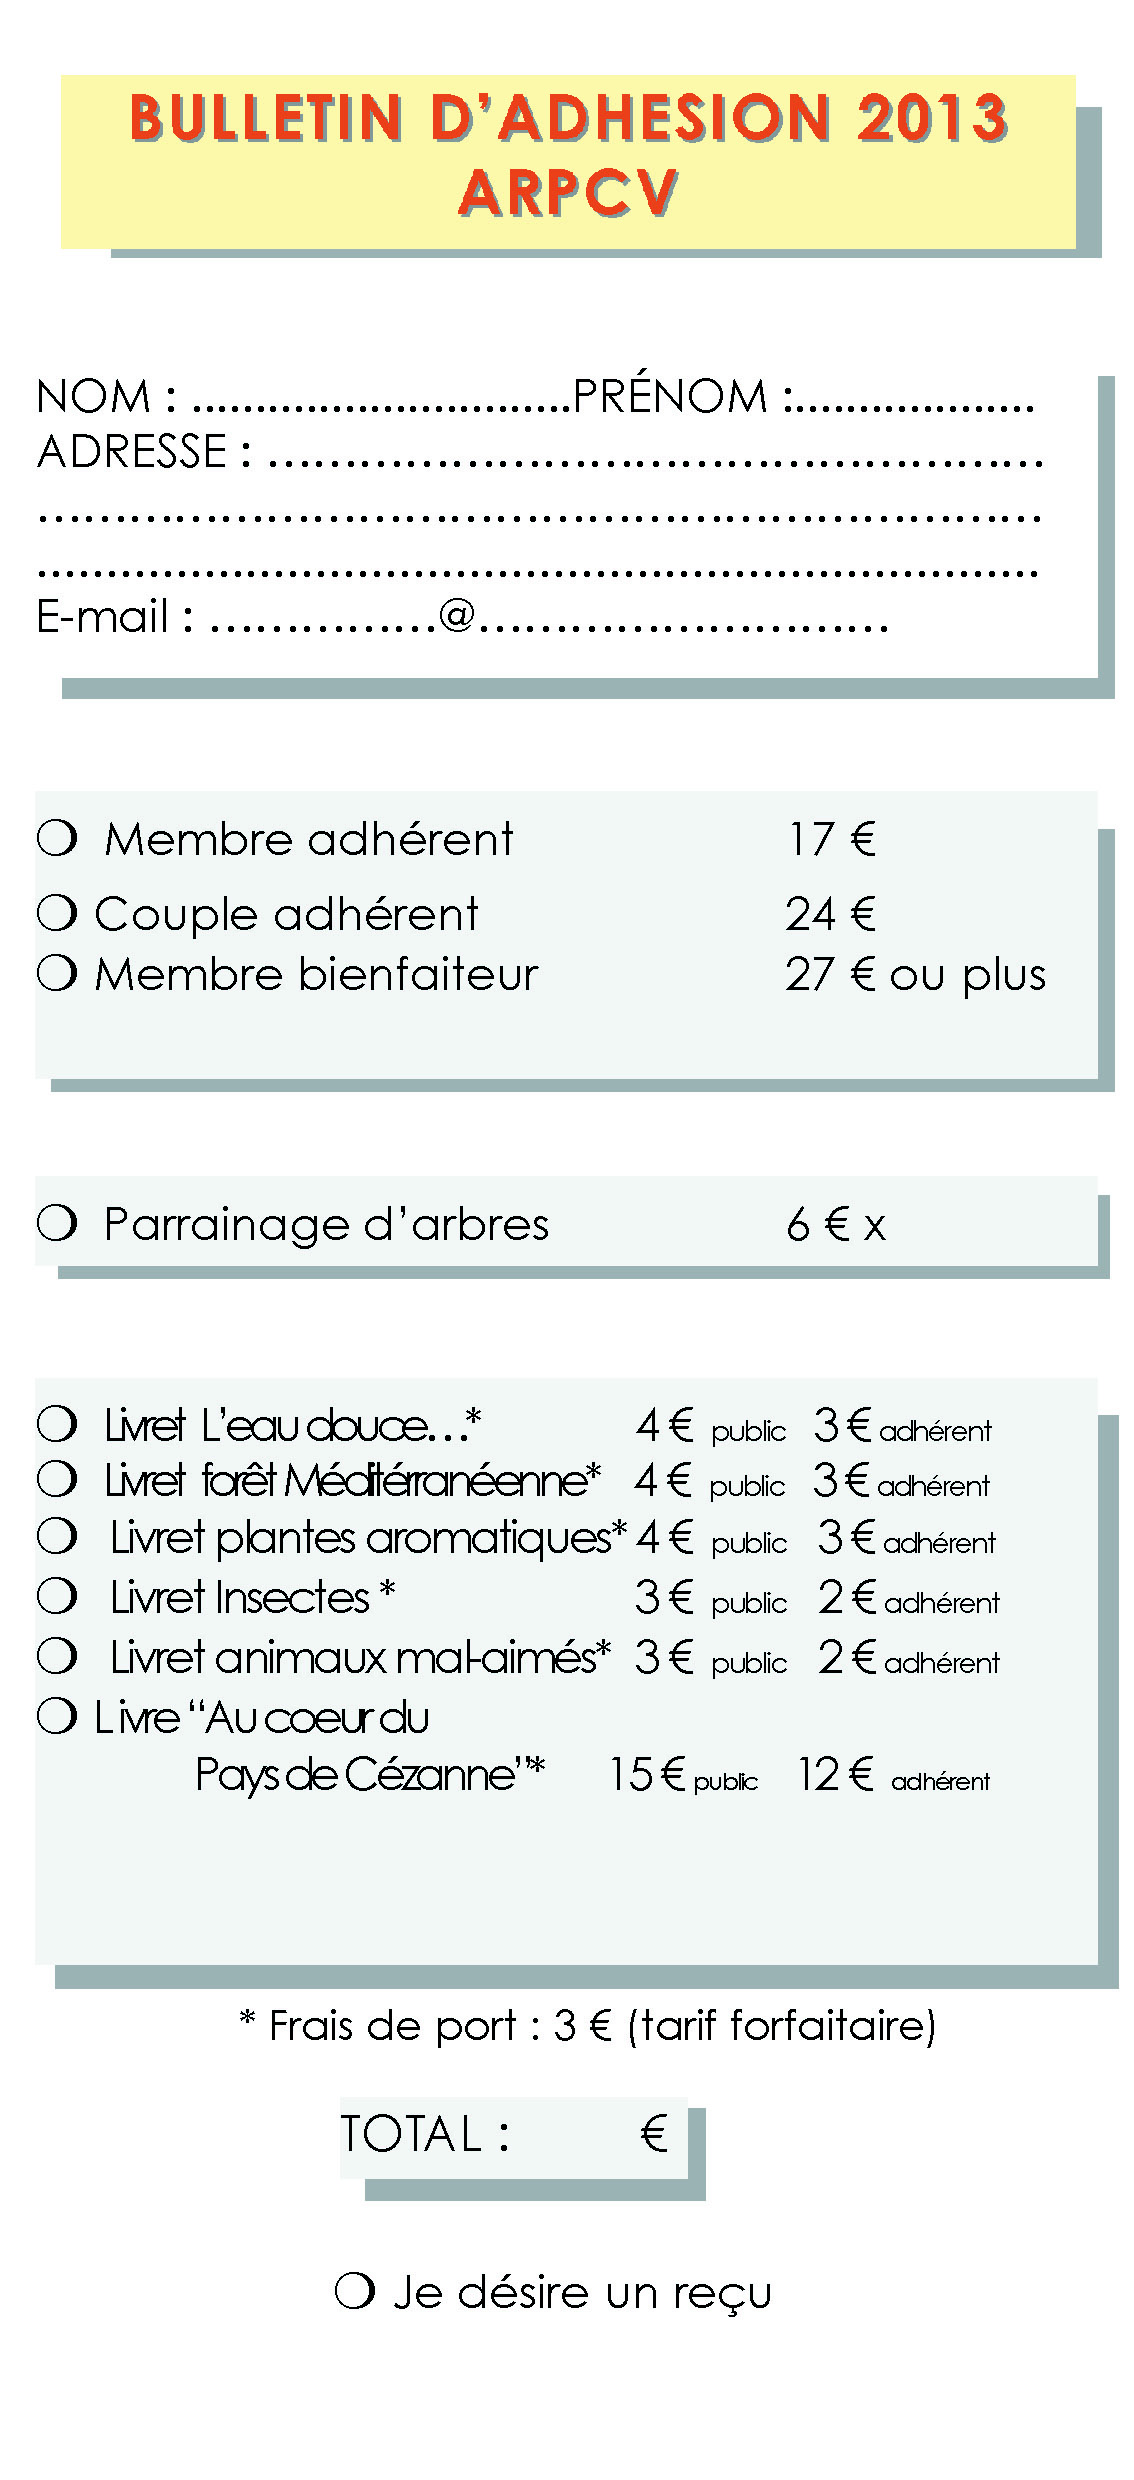 BULLETIN D’ADHESION 2013
ARPCV
NOM : ..............................PRÉNOM :...................
ADRESSE : …………………………………………………
…………………………………………………………………
.......................................................................
E-mail : ……………@…………………………
❍ Membre adhérent 17 €
❍ Couple adhérent 24 €
❍ Membre bienfaiteur 27 € ou plus
❍ Parrainage d’arbres 6 € x
❍ Livret L’eau douce…* 4 € public 3 € adhérent
❍ Livret forêt Méditérranéenne* 4 € public 3 € adhérent
❍ Livret plantes aromatiques* 4 € public 3 € adhérent
❍ Livret Insectes * 3 € public 2 € adhérent
❍ Livret animaux mal-aimés* 3 € public 2 € adhérent
❍ Livre “Au coeur du
Pays de Cézanne”* 15 € public 12 € adhérent
* Frais de port : 3 € (tarif forfaitaire)
TOTAL : €
❍ Je désire un reçu